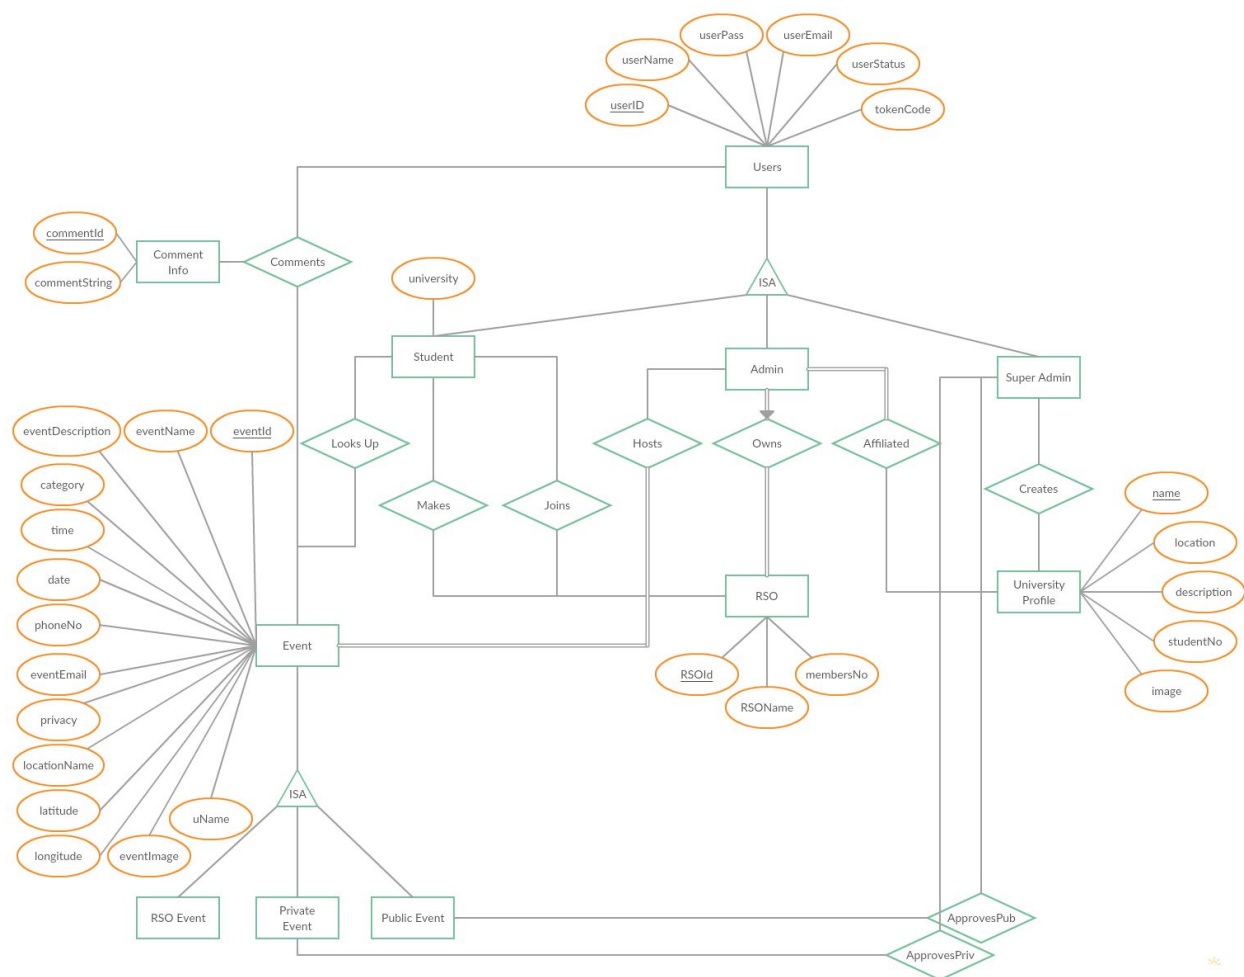 userPass
userEmail
userName
userStatus
userID
tokenCode
Users
commentId
Comment
Info
Comments
commentString
university
ISA
Student
Admin
Super Admin
eventDescription
eventName
eventId
Looks Up
Hosts
Owns
Affiliated
category
Makes
Joins
Creates
name
time
location
date
University
Profile
description
RSO
phoneNo
Event
studentNo
eventEmail
RSOId
membersNo
image
privacy
RSOName
locationName
ISA
latitude
uName
longitude
eventImage
RSO Event
Private
Event
Public Event
ApprovesPub
ApprovesPriv